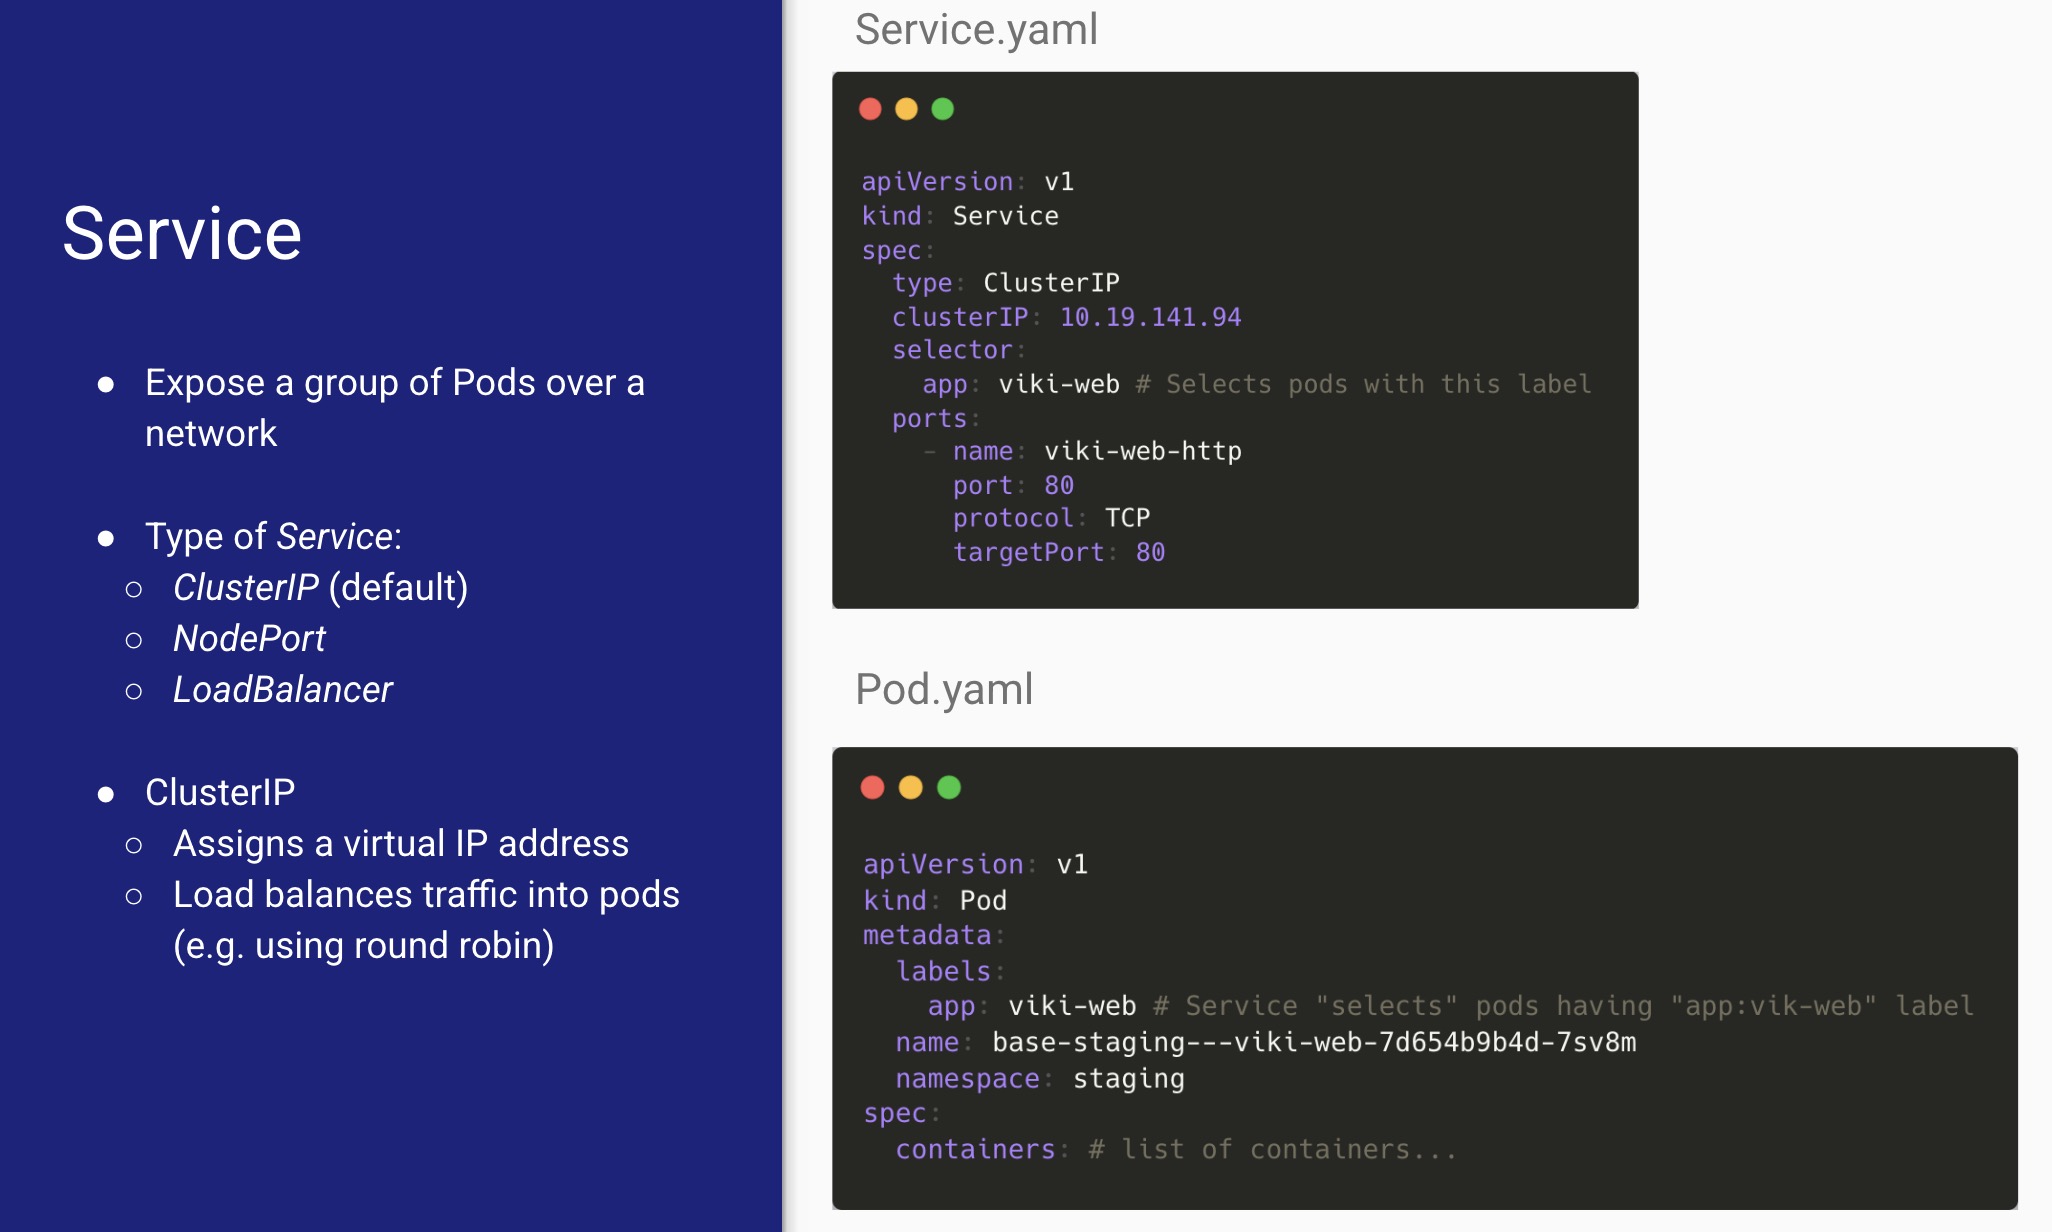 Service
● Expose a group of Pods over a
network
● Type of Service:
○ ClusterIP (default)
○ NodePort
○ LoadBalancer
● ClusterIP
○ Assigns a virtual IP address
○ Load balances traffic into pods
(e.g. using round robin)
Service.yaml
apiVersion: v1
kind: Service
spec:
  type: ClusterIP
  clusterIP: 10.19.141.94
  selector:
    app: viki-web # Selects pods with this label
  ports:
    - name: viki-web-http
      port: 80
      protocol: TCP
      targetPort: 80
Pod.yaml
apiVersion: v1
kind: Pod
metadata:
  labels:
    app: viki-web # Service "selects" pods having "app:vik-web" label
  name: base-staging---viki-web-7d654b9b4d-7sv8m
  namespace: staging
spec:
  containers: # list of containers...